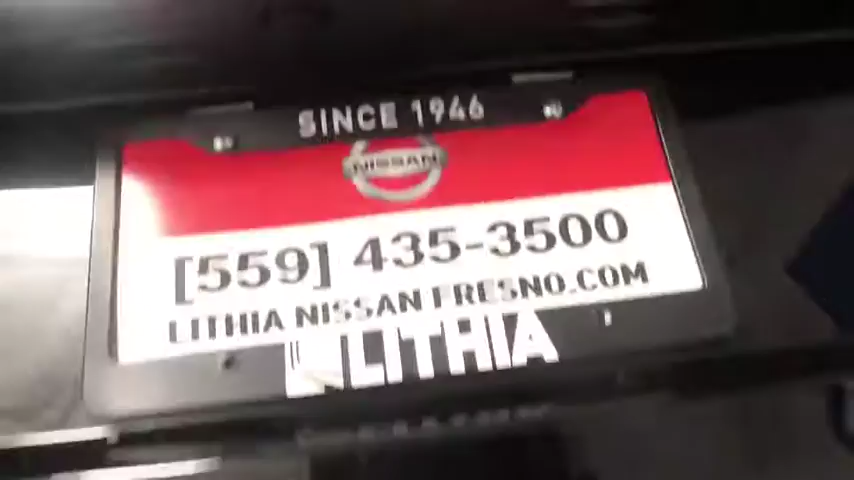 SINCE 1946
NISSAN
[559] 435-3500
LITHIA NISSAN FRESNO.COM
LITHIA